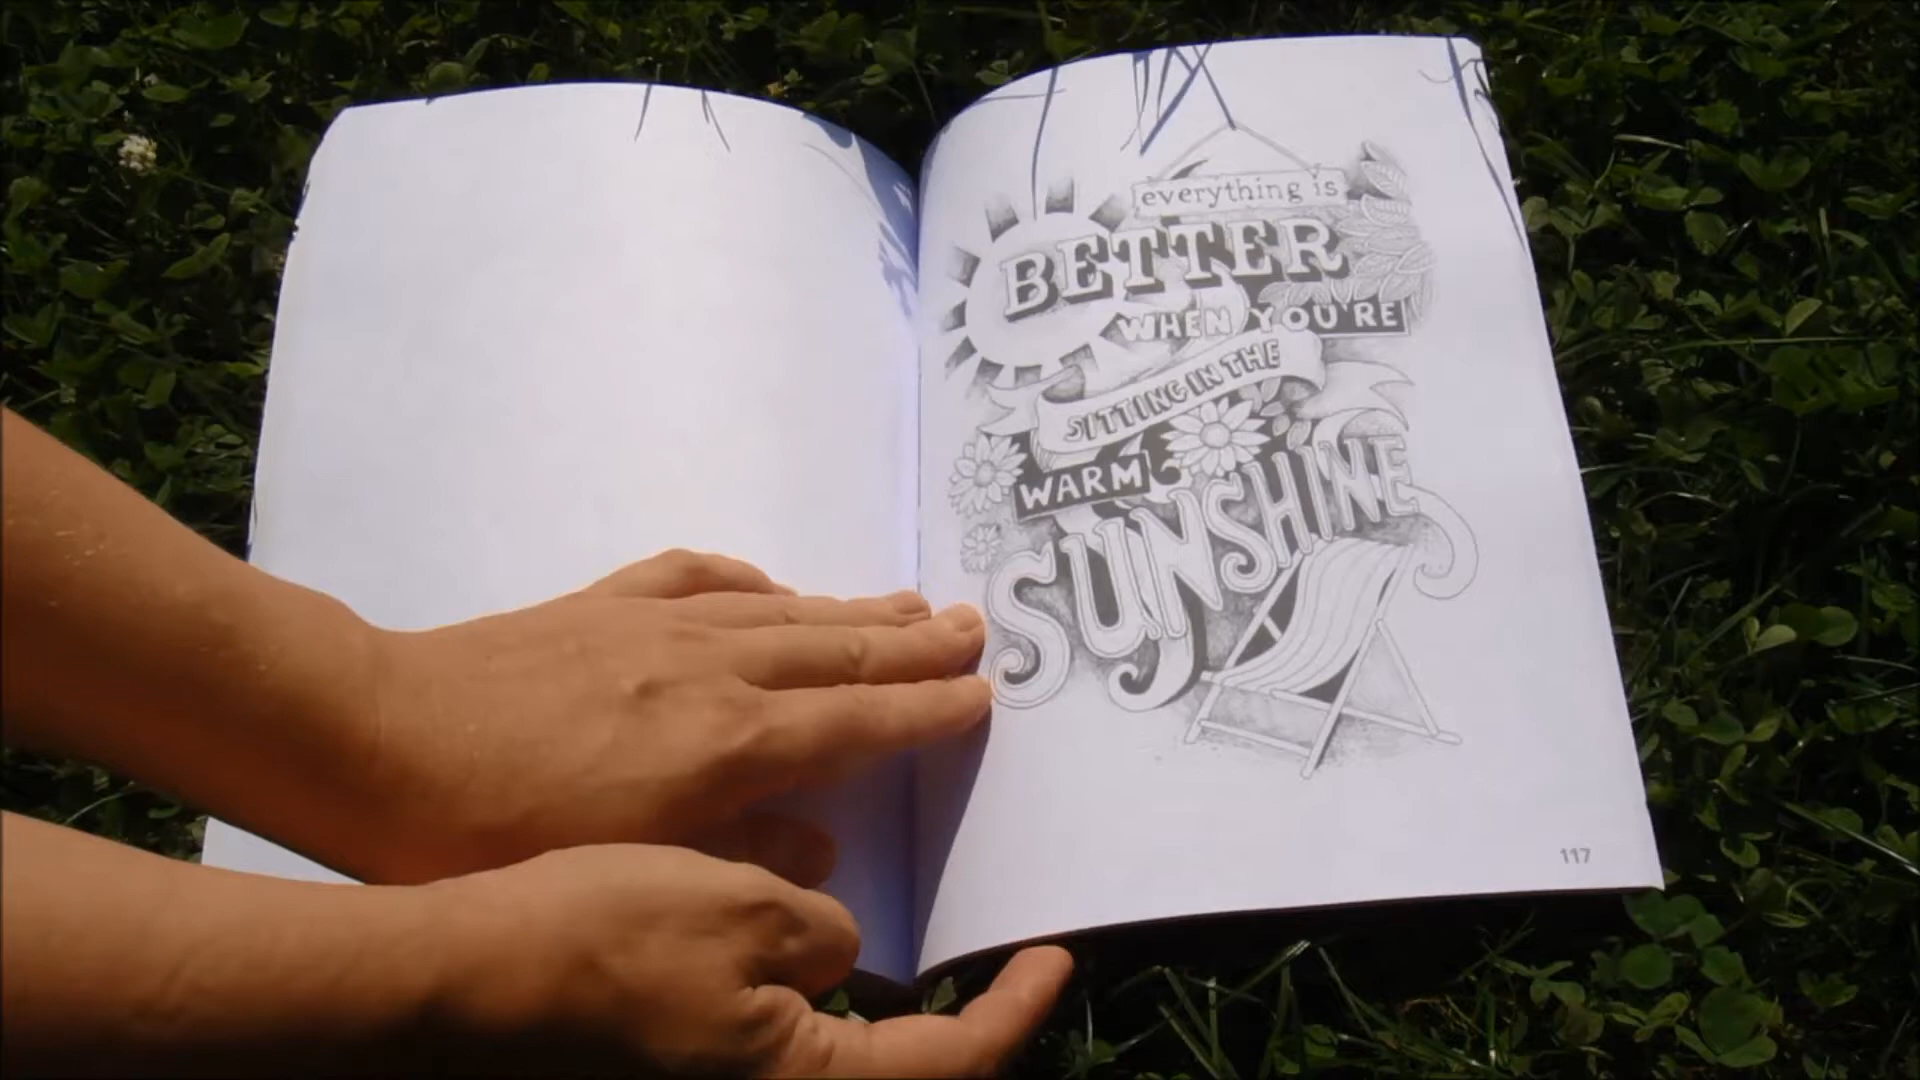 everything is
BETTER
WHEN YOU'RE
SITTING IN THE
WARM
SUNSHINE
117